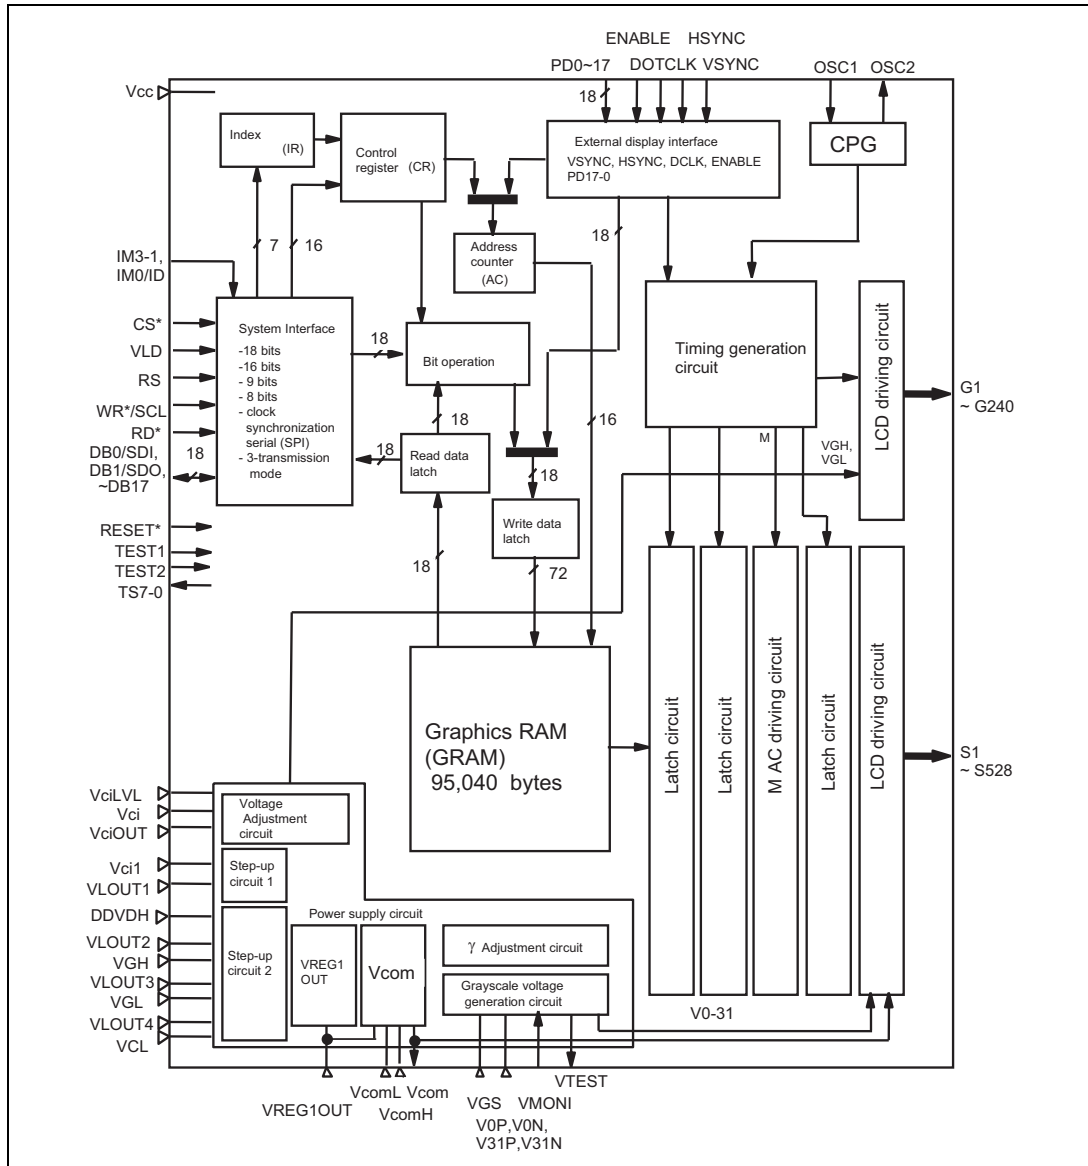 ENABLE HSYNC
PD0~17 DOTCLK VSYNC
OSC1 OSC2
Vcc
18
Index
(IR)
Control
register (CR)
External display interface
VSYNC, HSYNC, DCLK, ENABLE
PD17-0
CPG
7
16
18
Address
counter
(AC)
IM3-1,
IM0/ID
CS*
VLD
RS
WR*/SCL
RD*
DB0/SDI,
DB1/SDO,
~DB17
18
System Interface
-18 bits
-16 bits
- 9 bits
- 8 bits
- clock
synchronization
serial (SPI)
- 3-transmission
mode
18
Bit operation
Timing generation
circuit
LCD driving circuit
G1
~ G240
18
16
M
VGH,
VGL
18
Read data
latch
18
Write data
latch
RESET*
TEST1
TEST2
TS7-0
18
72
Graphics RAM
(GRAM)
95,040 bytes
Latch circuit
Latch circuit
M AC driving circuit
Latch circuit
LCD driving circuit
S1
~ S528
VciLVL
Vci
VciOUT
Vci1
VLOUT1
DDVDH
VLOUT2
VGH
VLOUT3
VGL
VLOUT4
VCL
Voltage
Adjustment
circuit
Step-up
circuit 1
Step-up
circuit 2
Power supply circuit
VREG1
OUT
Vcom
γ Adjustment circuit
Grayscale voltage
generation circuit
V0-31
VREG1OUT
VcomL Vcom
VcomH
VGS
VMONI
VTEST
V0P,V0N,
V31P,V31N